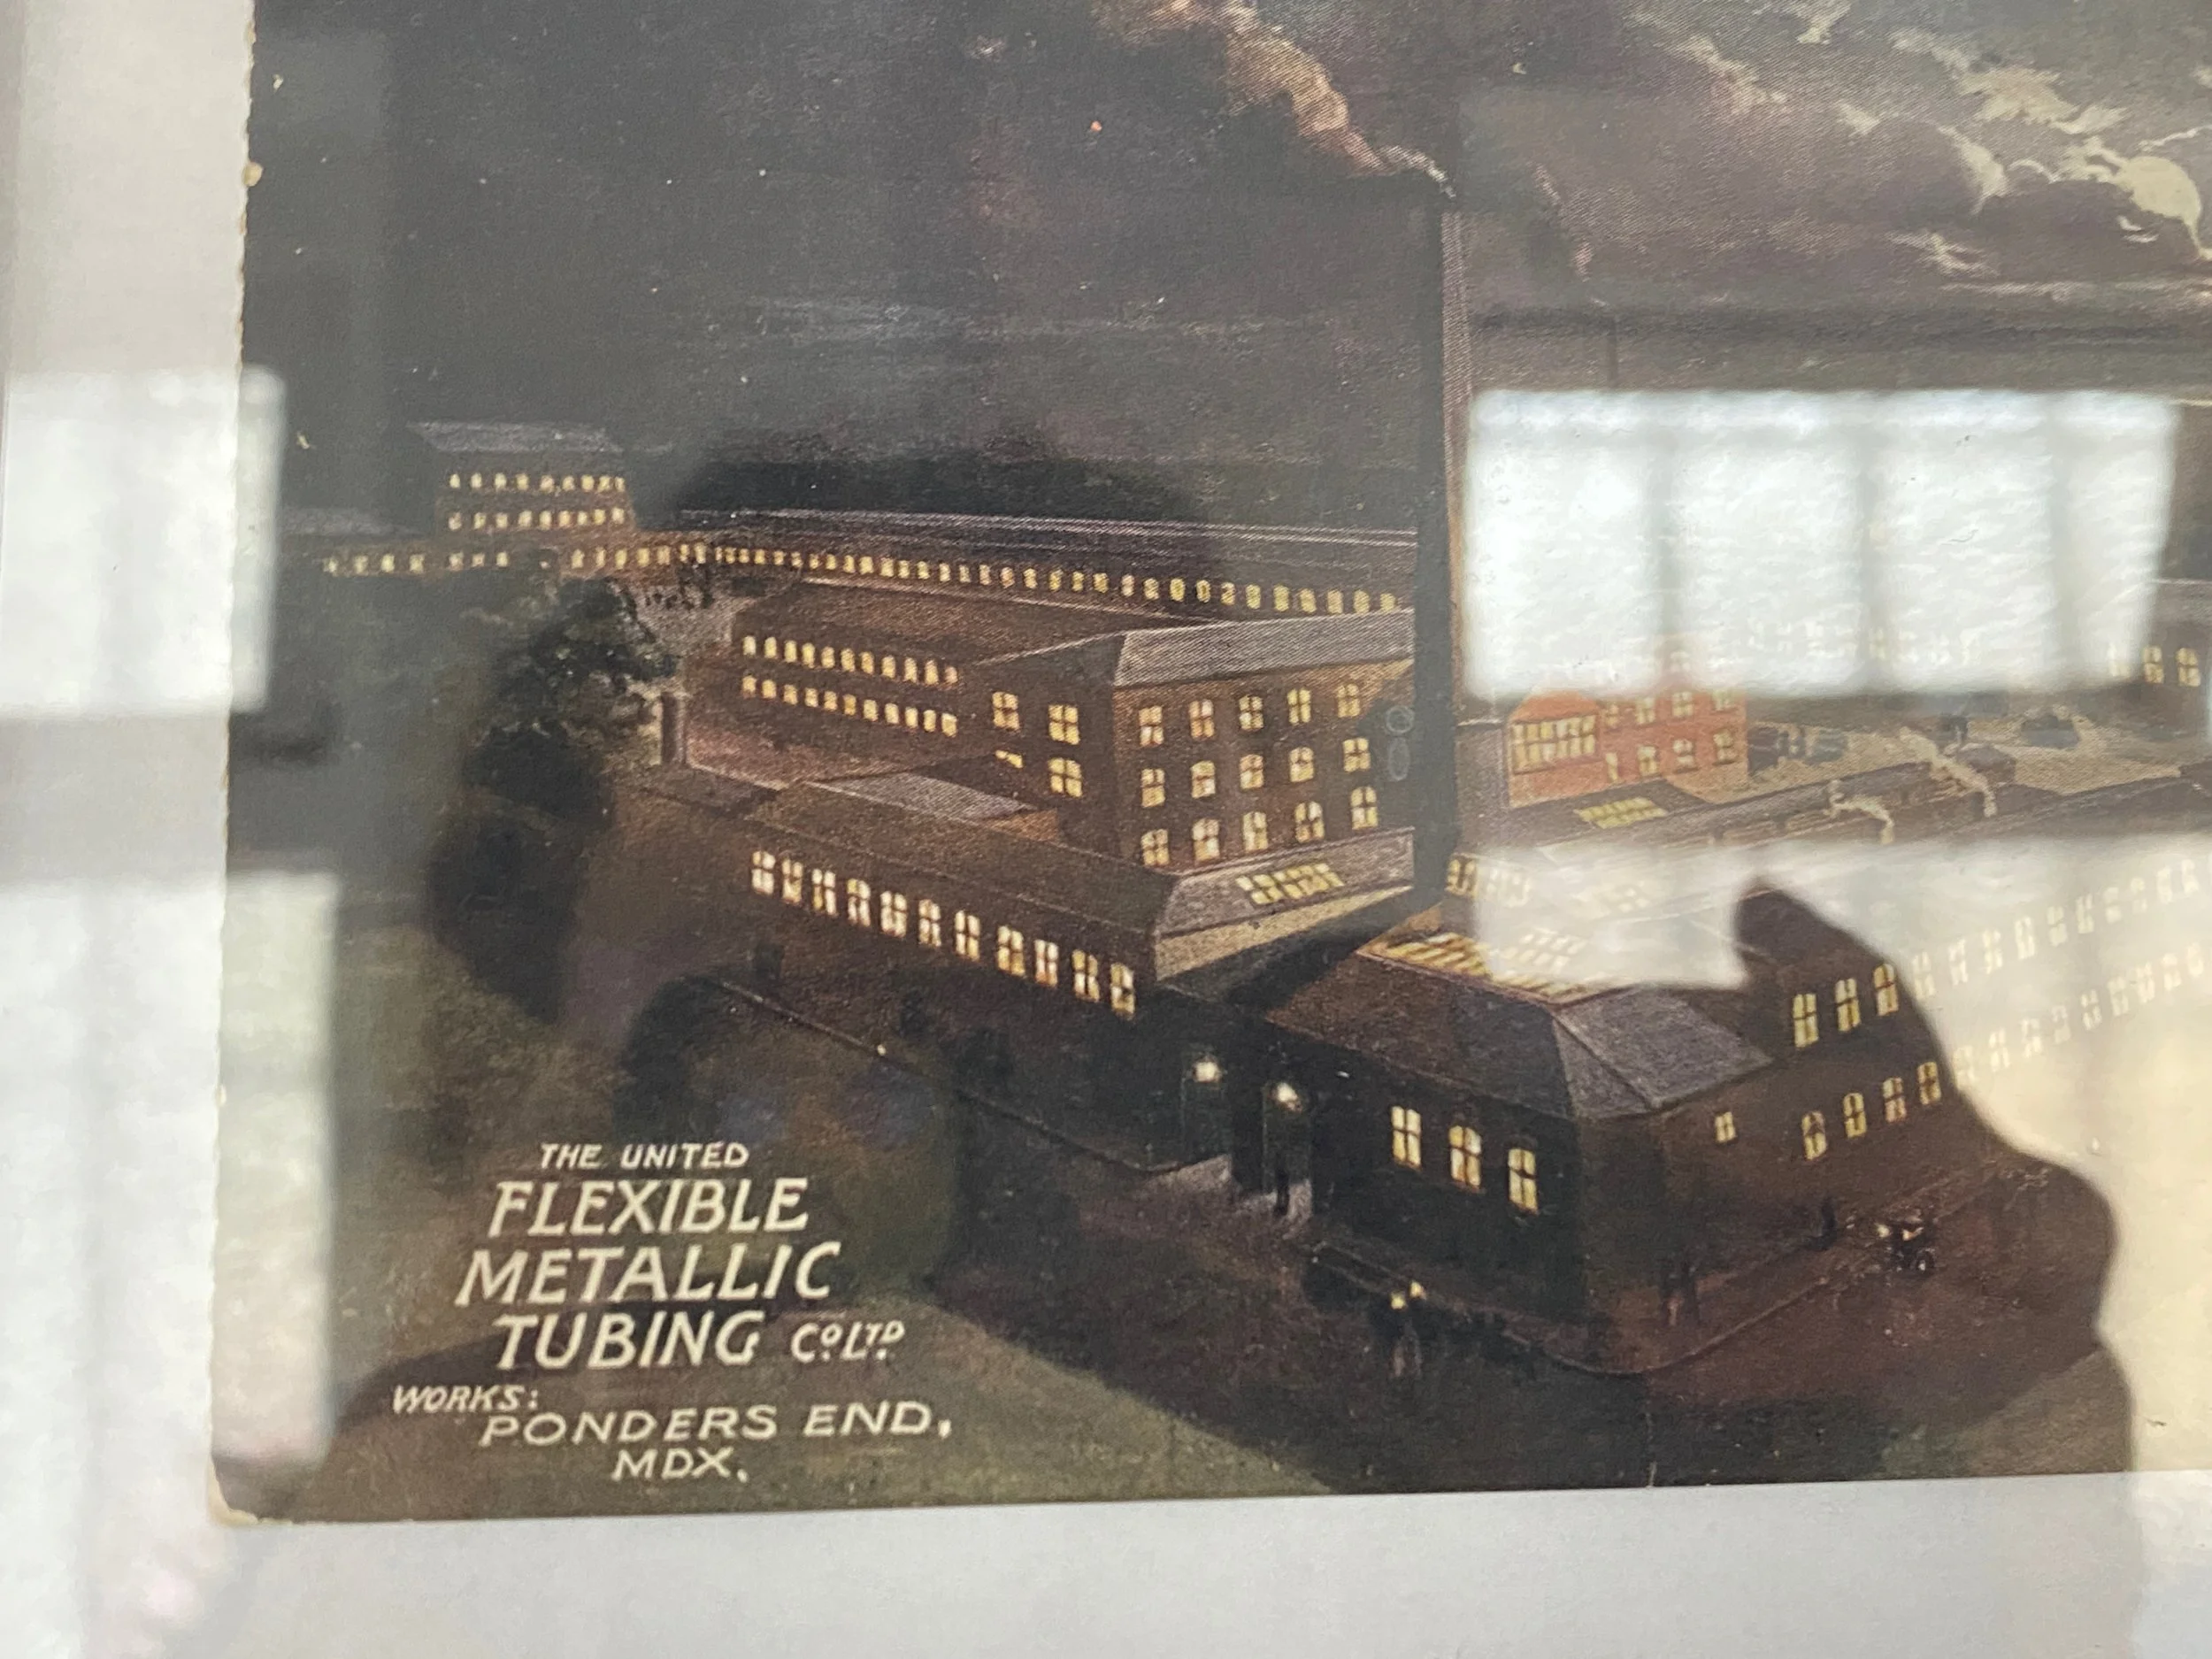 THE UNITED
FLEXIBLE
METALLIC
TUBING Co. LTD.
WORKS:
PONDERS END,
MDX.